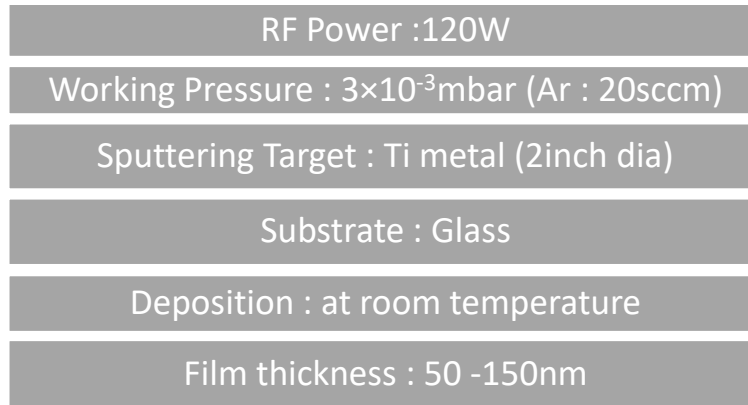 RF Power :120W
Working Pressure : 3×10⁻³mbar (Ar : 20sccm)
Sputtering Target : Ti metal (2inch dia)
Substrate : Glass
Deposition : at room temperature
Film thickness : 50 -150nm